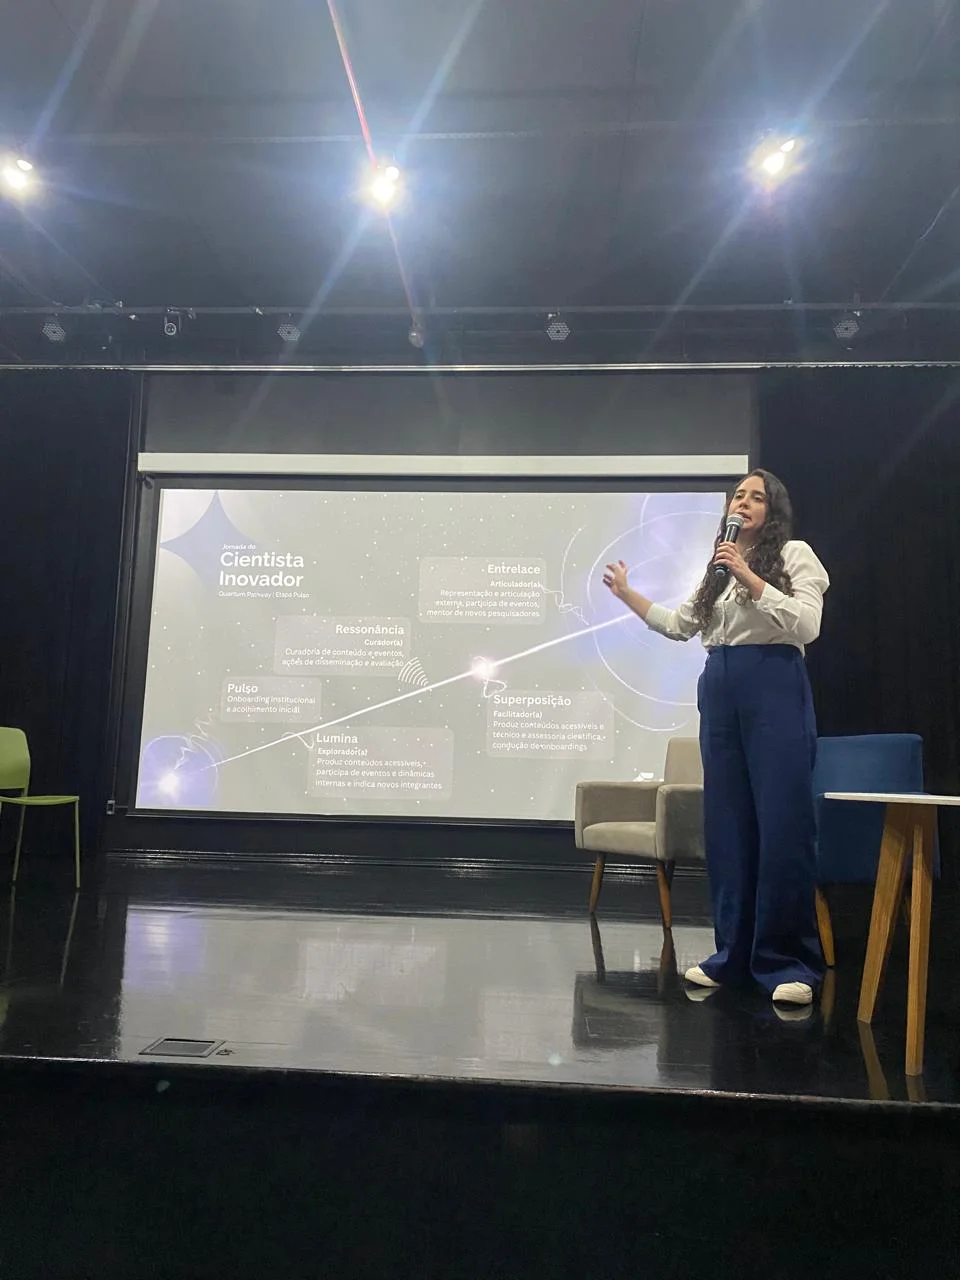 Jornada do
Cientista
Inovador
Quantum Pathway | Etapa Pulso
Entrelace
Articulador(a)
Representação e articulação
externa, participa de eventos,
mentor de novos pesquisadores
Ressonância
Curador(a)
Curadoria de conteúdo e eventos,
ações de disseminação e avaliação
Pulso
Onboarding institucional
e acolhimento inicial
Superposição
Facilitador(a)
Produz conteúdos acessíveis e
técnico e assessoria científica,
condução de onboardings
Lumina
Explorador(a)
Produz conteúdos acessíveis,
participa de eventos e dinâmicas
internas e indica novos integrantes